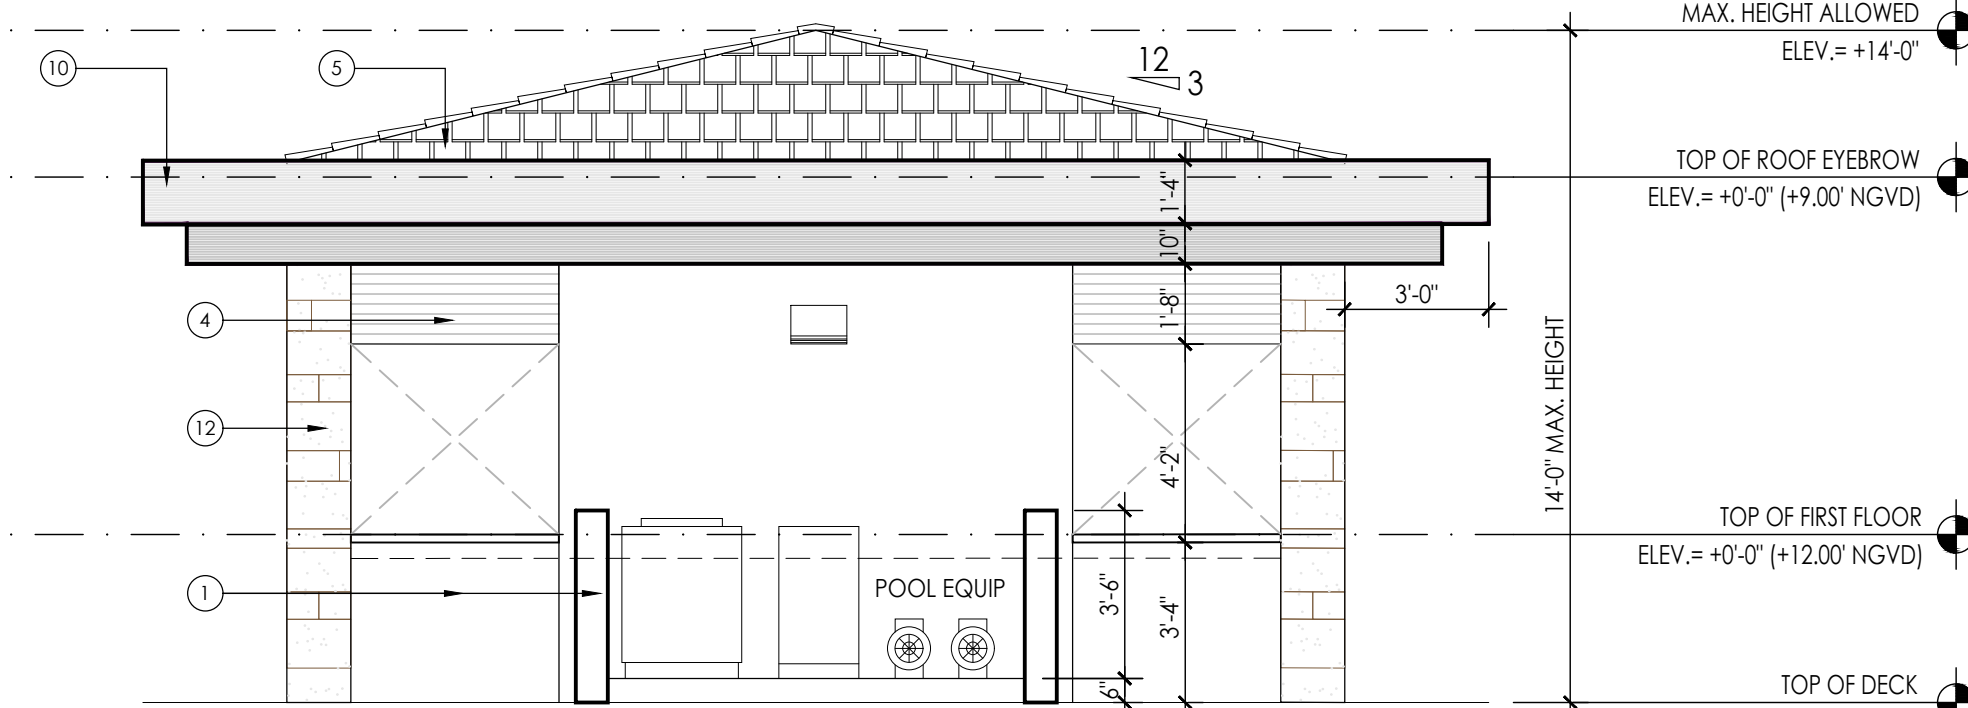 MAX. HEIGHT ALLOWED
ELEV.= +14'-0"
10
5
12
3
TOP OF ROOF EYEBROW
ELEV.= +0'-0" (+9.00' NGVD)
1'-4"
10"
4
1'-8"
3'-0"
12
4'-2"
14'-0" MAX. HEIGHT
TOP OF FIRST FLOOR
ELEV.= +0'-0" (+12.00' NGVD)
1
POOL EQUIP
3'-6"
3'-4"
6"
TOP OF DECK